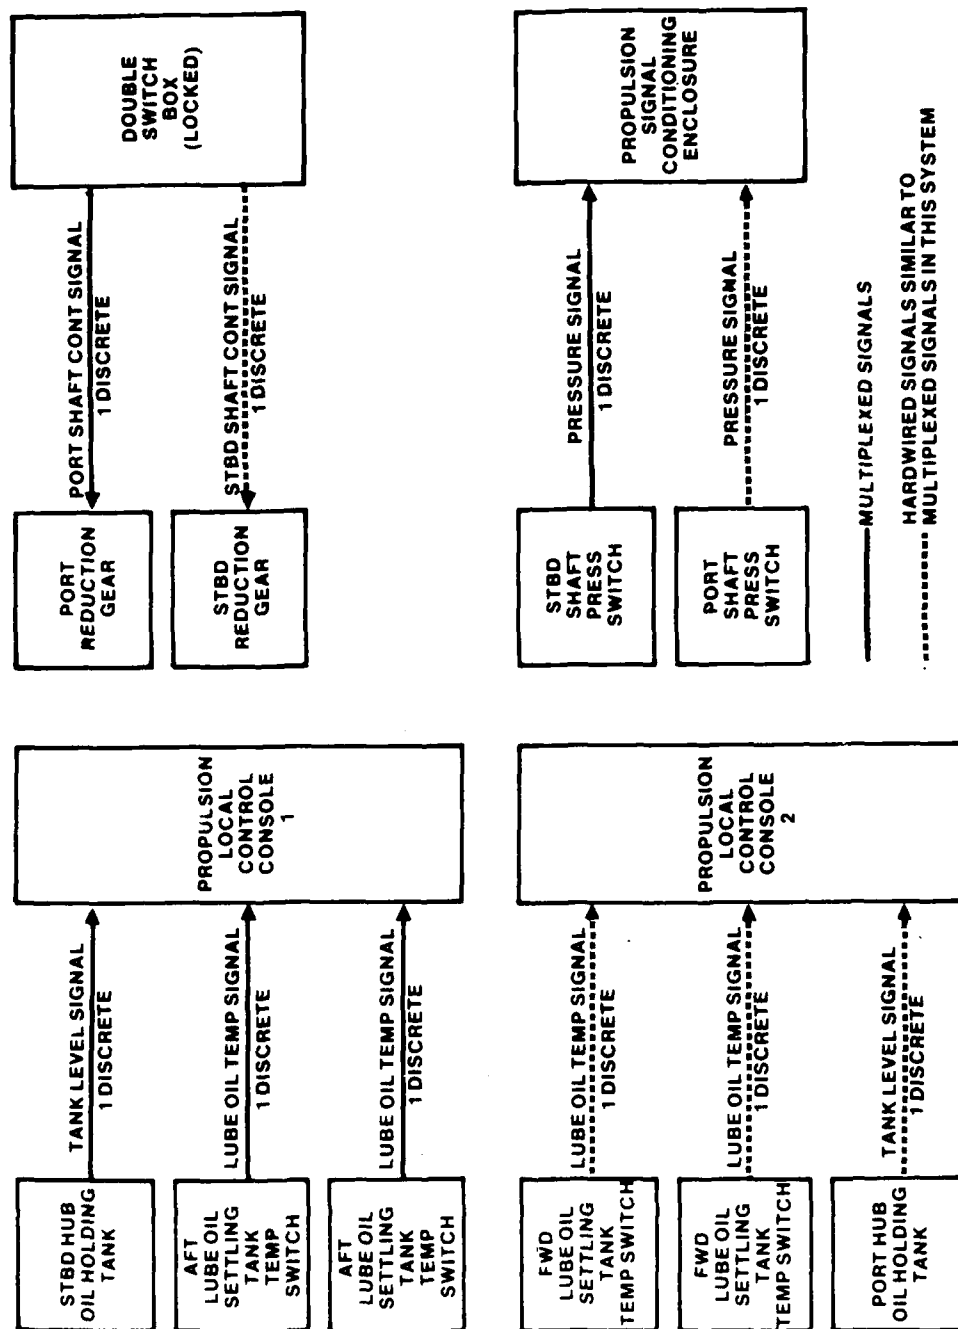 STBD HUB
OIL HOLDING
TANK
TANK LEVEL SIGNAL
1 DISCRETE
AFT
LUBE OIL
SETTLING
TANK
TEMP
SWITCH
LUBE OIL TEMP SIGNAL
1 DISCRETE
AFT
LUBE OIL
SETTLING
TANK
TEMP
SWITCH
LUBE OIL TEMP SIGNAL
1 DISCRETE
PROPULSION
LOCAL
CONTROL
CONSOLE
1
PORT
REDUCTION
GEAR
PORT SHAFT CONT SIGNAL
1 DISCRETE
STBD
REDUCTION
GEAR
STBD SHAFT CONT SIGNAL
1 DISCRETE
DOUBLE
SWITCH
BOX
(LOCKED)
FWD
LUBE OIL
SETTLING
TANK
TEMP SWITCH
LUBE OIL TEMP SIGNAL
1 DISCRETE
FWD
LUBE OIL
SETTLING
TANK
TEMP SWITCH
LUBE OIL TEMP SIGNAL
1 DISCRETE
PORT HUB
OIL HOLDING
TANK
TANK LEVEL SIGNAL
1 DISCRETE
PROPULSION
LOCAL
CONTROL
CONSOLE
2
STBD
SHAFT
PRESS
SWITCH
PRESSURE SIGNAL
1 DISCRETE
PORT
SHAFT
PRESS
SWITCH
PRESSURE SIGNAL
1 DISCRETE
PROPULSION
SIGNAL
CONDITIONING
ENCLOSURE
MULTIPLEXED SIGNALS
HARDWIRED SIGNALS SIMILAR TO
MULTIPLEXED SIGNALS IN THIS SYSTEM